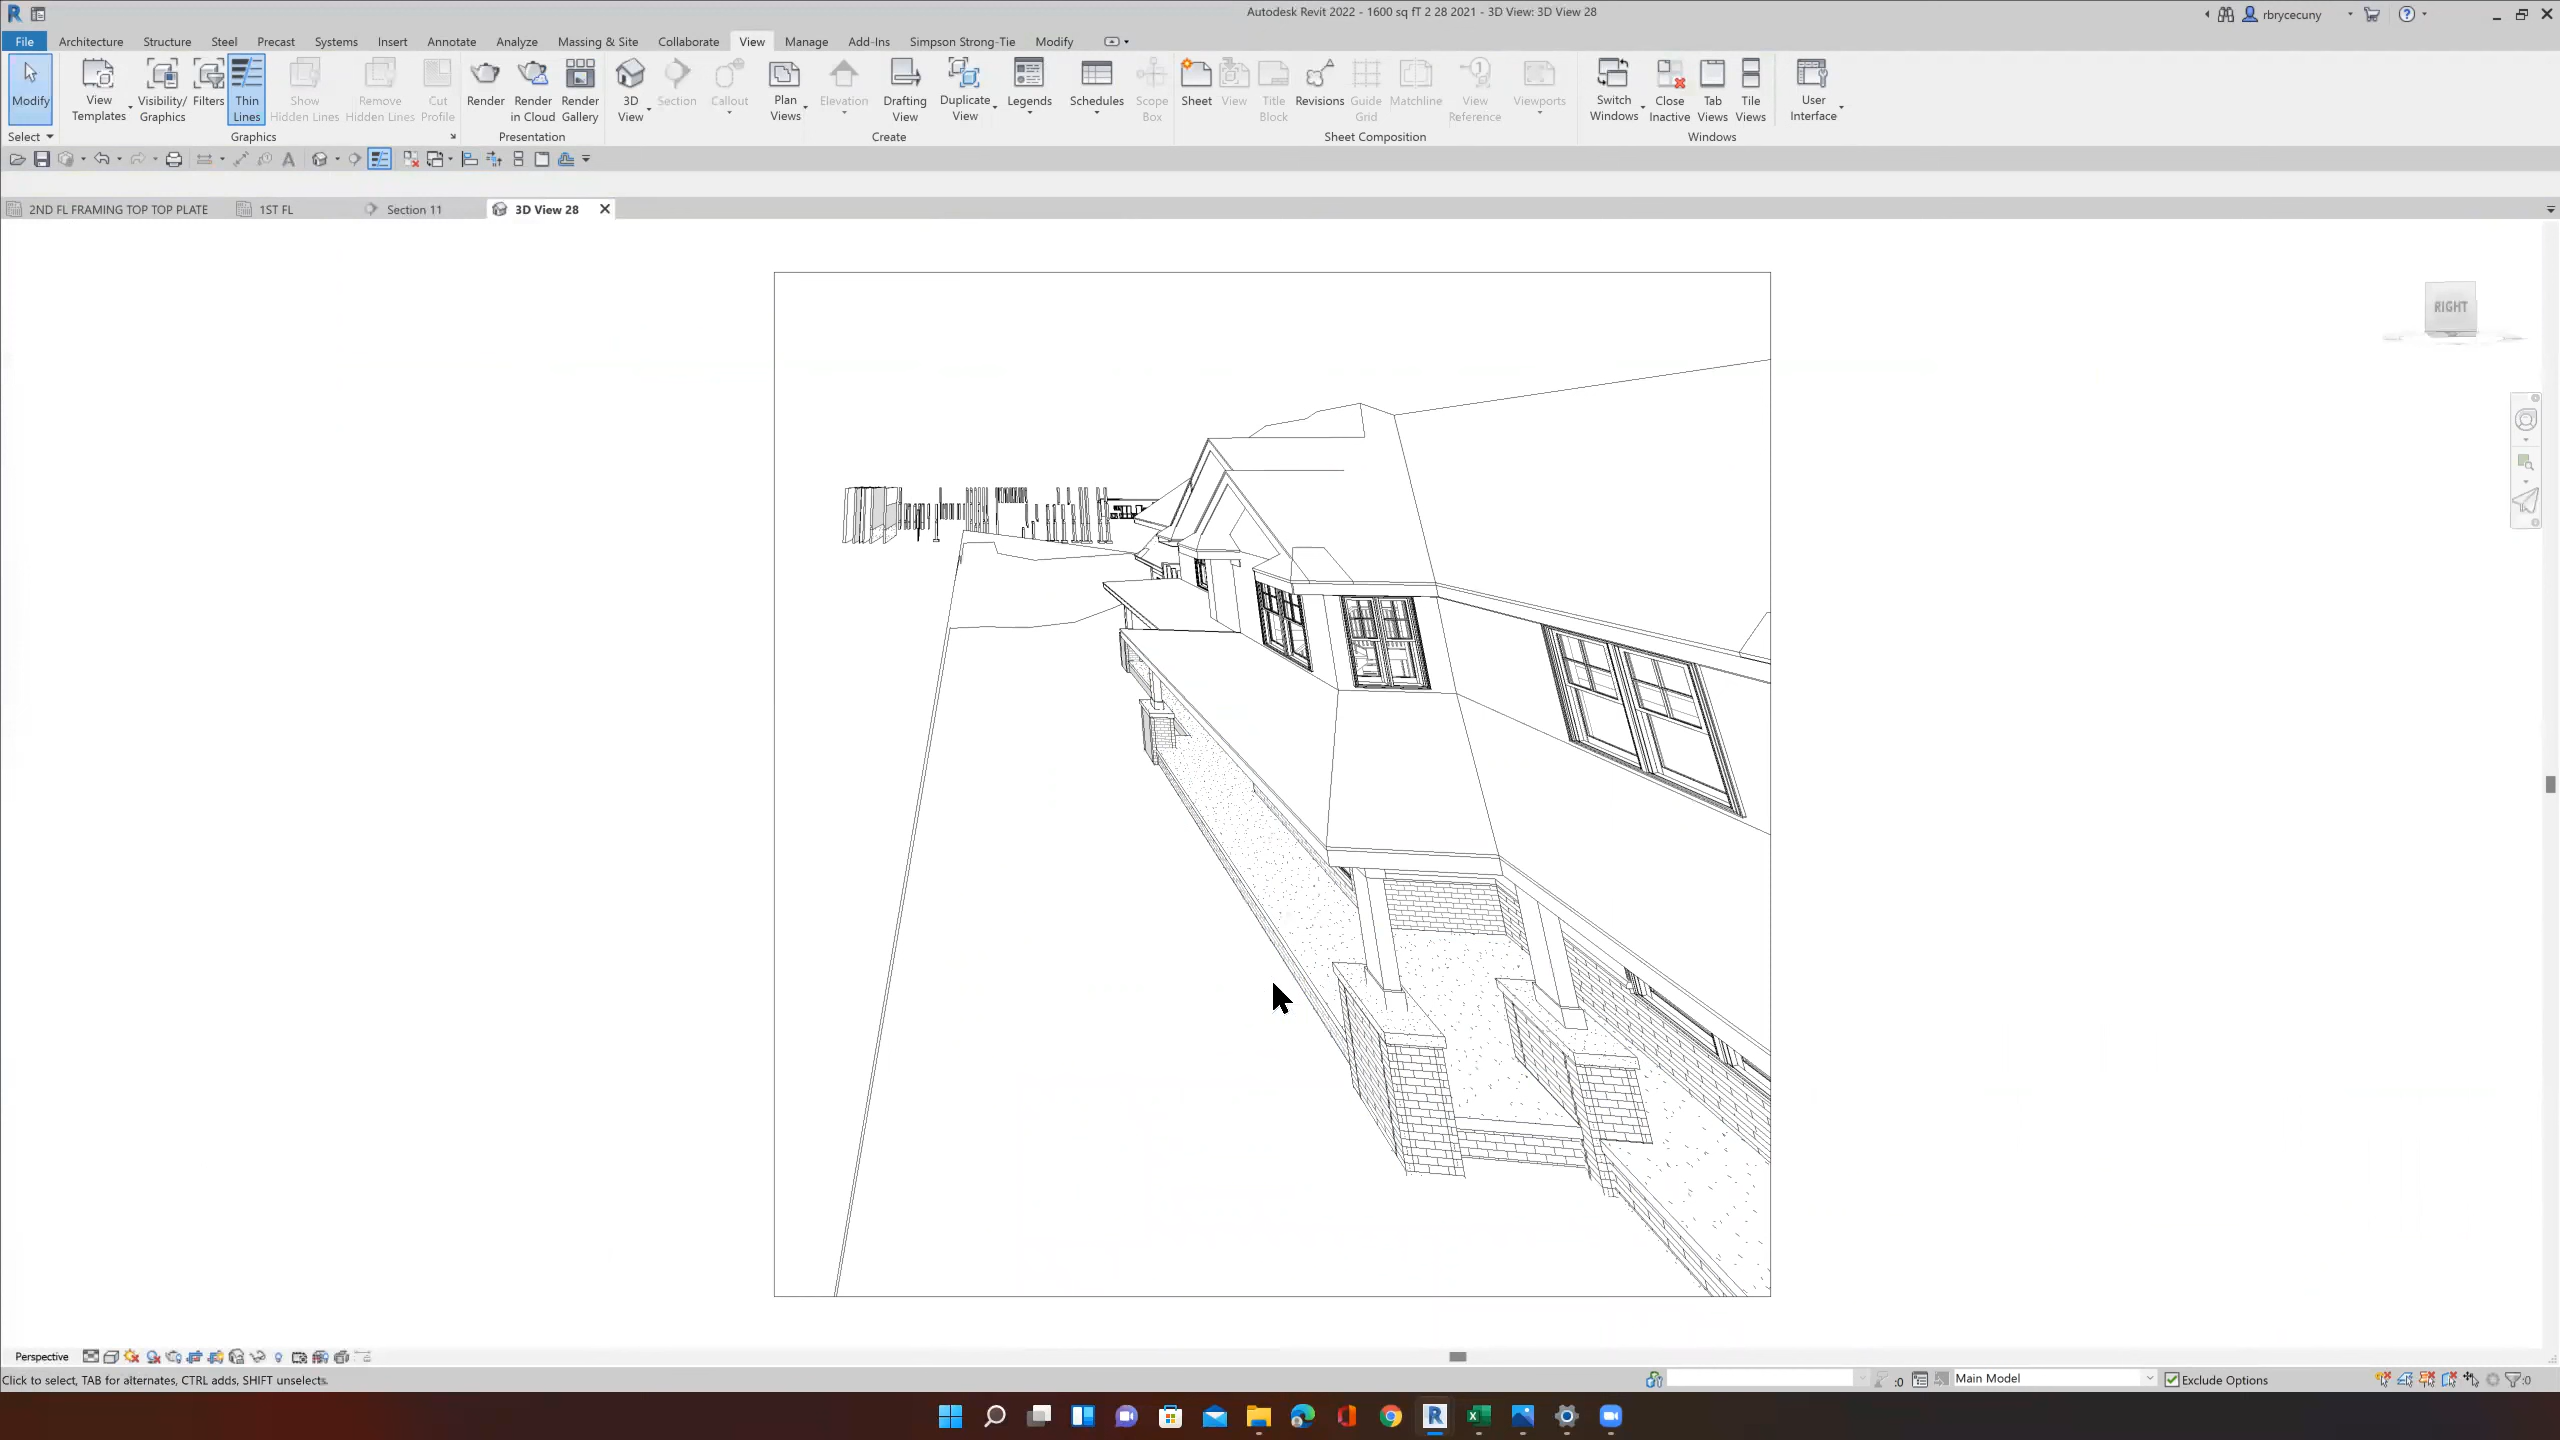 Autodesk Revit 2022 - 1600 sq fT 2 28 2021 - 3D View: 3D View 28
rbrycecuny
File Architecture Structure Steel Precast Systems Insert Annotate Analyze Massing & Site Collaborate View Manage Add-Ins Simpson Strong-Tie Modify
Modify View Templates Visibility/ Graphics Filters Thin Lines Show Hidden Lines Remove Hidden Lines Cut Profile Render Render in Cloud Render Gallery 3D View Section Callout Plan Views Elevation Drafting View Duplicate View Legends Schedules Scope Box Sheet View Title Block Revisions Guide Grid Matchline View Reference Viewports Switch Windows Close Inactive Tab Views Tile Views User Interface
Select Graphics Presentation Create Sheet Composition Windows
2ND FL FRAMING TOP TOP PLATE 1ST FL Section 11 3D View 28
RIGHT
Perspective
Click to select, TAB for alternates, CTRL adds, SHIFT unselects. :0 Main Model Exclude Options :0